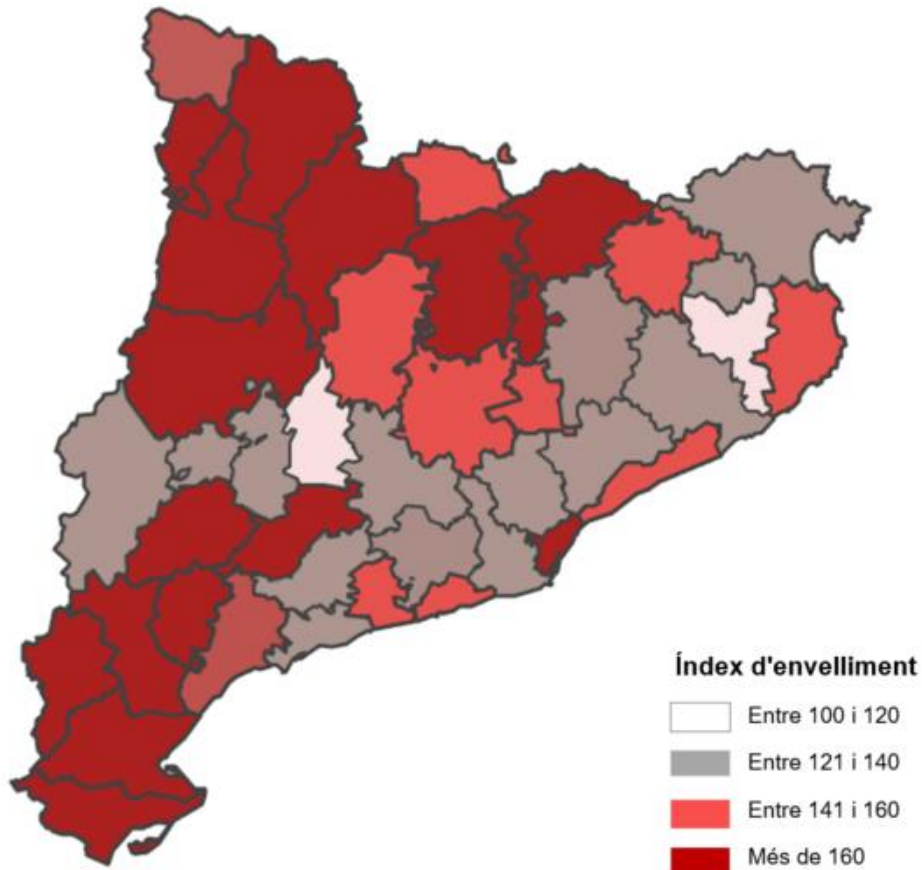 Índex d'envelliment
Entre 100 i 120
Entre 121 i 140
Entre 141 i 160
Més de 160